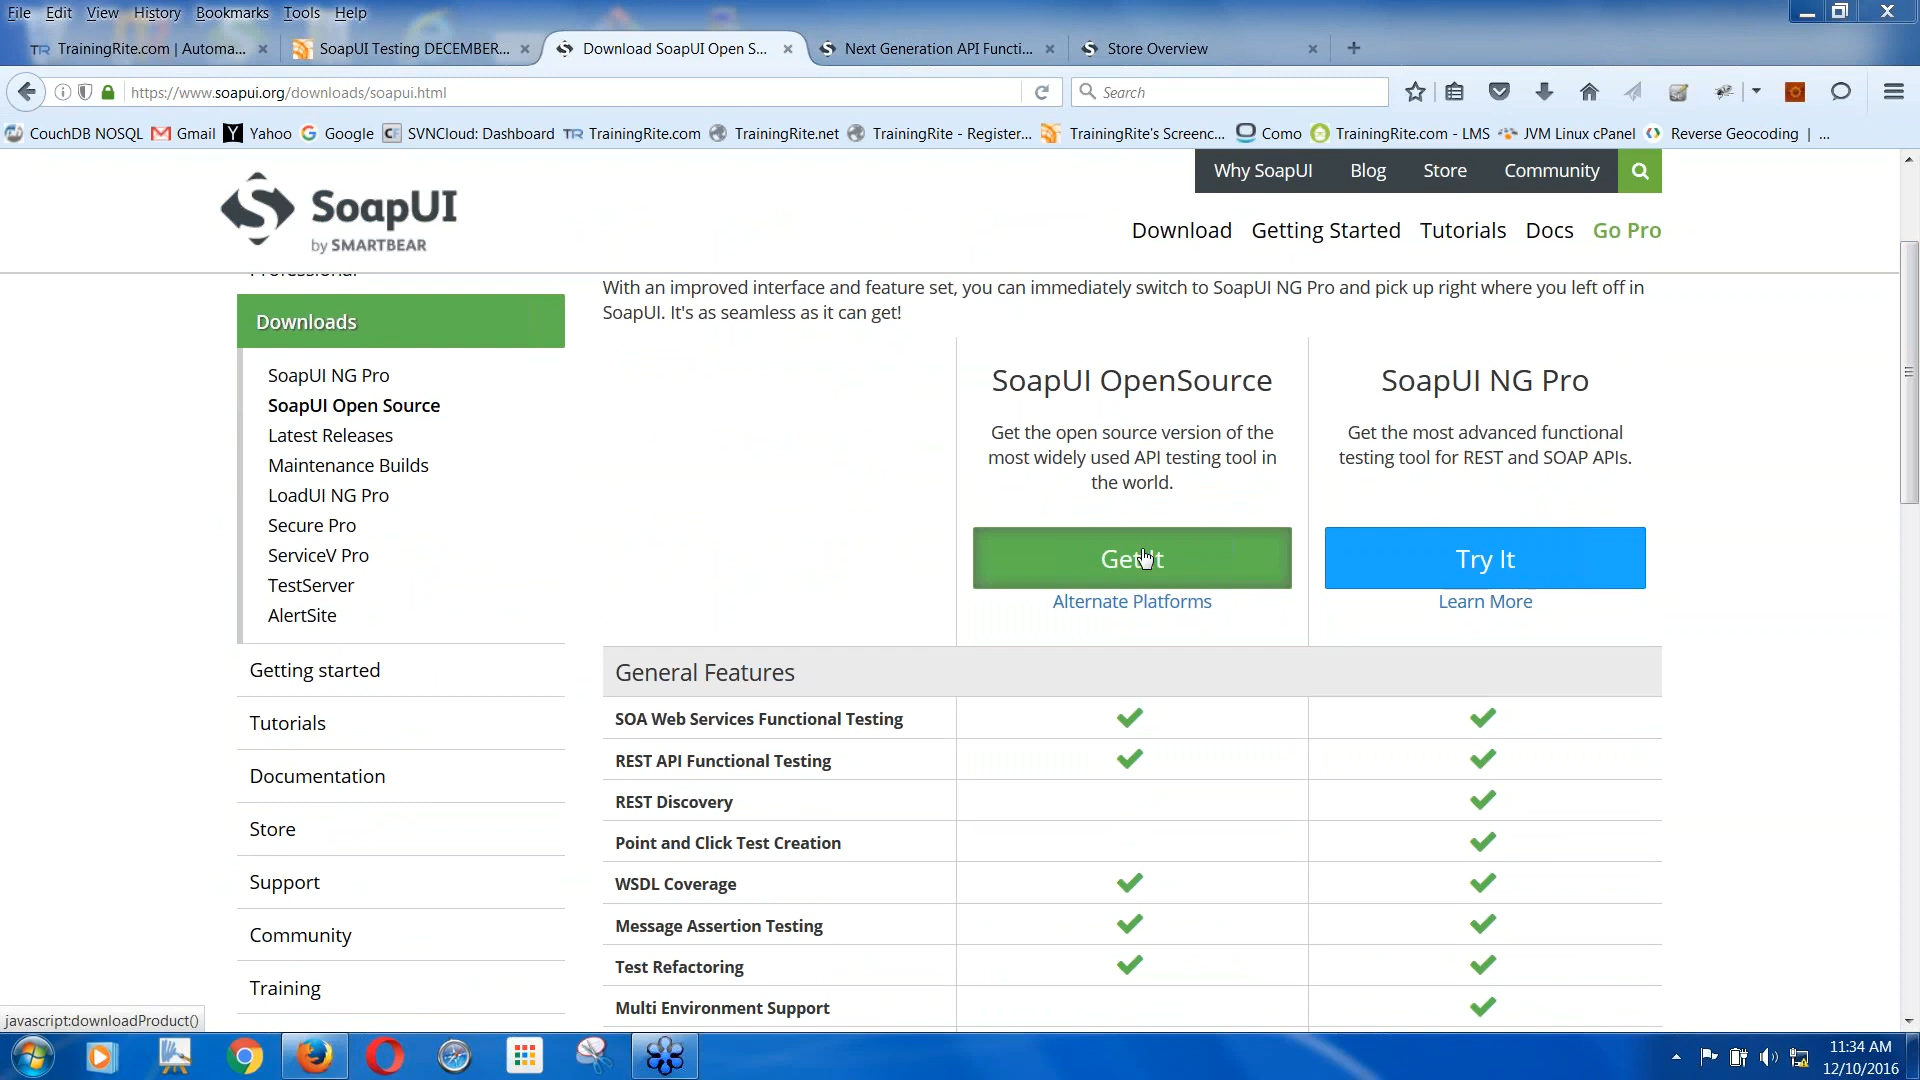 File Edit View History Bookmarks Tools Help
TR TrainingRite.com | Automa...
SoapUI Testing DECEMBER...
Download SoapUI Open S...
Next Generation API Functi...
Store Overview
https://www.soapui.org/downloads/soapui.html
Search
CouchDB NOSQL
Gmail
Yahoo
Google
CF SVNCloud: Dashboard
TR TrainingRite.com
TrainingRite.net
TrainingRite - Register...
TrainingRite's Screenc...
Como
TrainingRite.com - LMS
JVM Linux cPanel
Reverse Geocoding | ...
Why SoapUI Blog Store Community
SoapUI
by SMARTBEAR
Download Getting Started Tutorials Docs Go Pro
Downloads
SoapUI NG Pro
SoapUI Open Source
Latest Releases
Maintenance Builds
LoadUI NG Pro
Secure Pro
ServiceV Pro
TestServer
AlertSite
Getting started
Tutorials
Documentation
Store
Support
Community
Training
With an improved interface and feature set, you can immediately switch to SoapUI NG Pro and pick up right where you left off in
SoapUI. It's as seamless as it can get!
SoapUI OpenSource
Get the open source version of the
most widely used API testing tool in
the world.
Get It
Alternate Platforms
SoapUI NG Pro
Get the most advanced functional
testing tool for REST and SOAP APIs.
Try It
Learn More
General Features
SOA Web Services Functional Testing
REST API Functional Testing
REST Discovery
Point and Click Test Creation
WSDL Coverage
Message Assertion Testing
Test Refactoring
Multi Environment Support
javascript:downloadProduct()
11:34 AM
12/10/2016